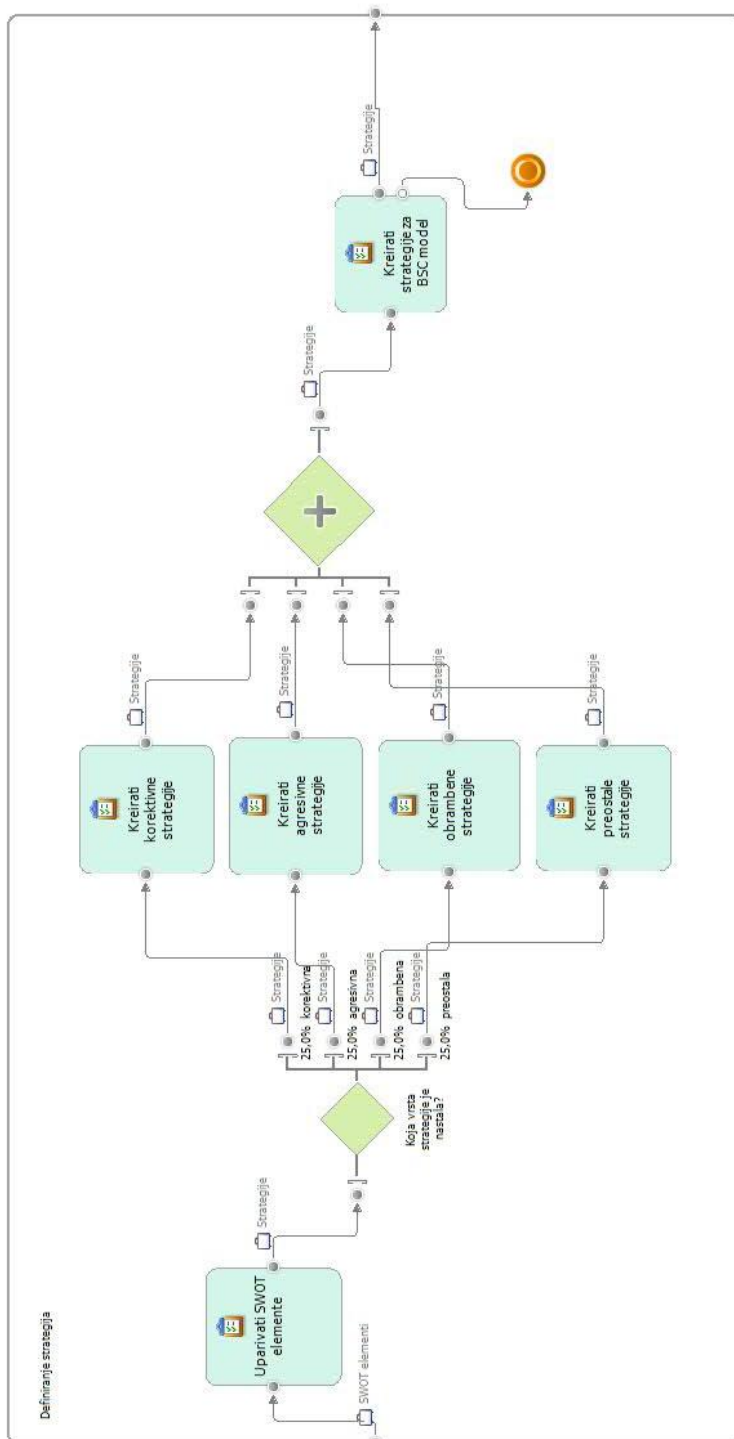 Definiranje strategija
SWOT elementi
Uparivati SWOT
elemente
Strategije
Koja vrsta
strategije je
nastala?
Strategije
25,0% korektivna
Strategije
25,0% agresivna
Strategije
25,0% obrambena
Strategije
25,0% preostala
Kreirati
korektivne
strategije
Strategije
Kreirati
agresivne
strategije
Strategije
Kreirati
obrambene
strategije
Strategije
Kreirati
preostale
strategije
Strategije
Strategije
Kreirati
strategije za
BSC model
Strategije